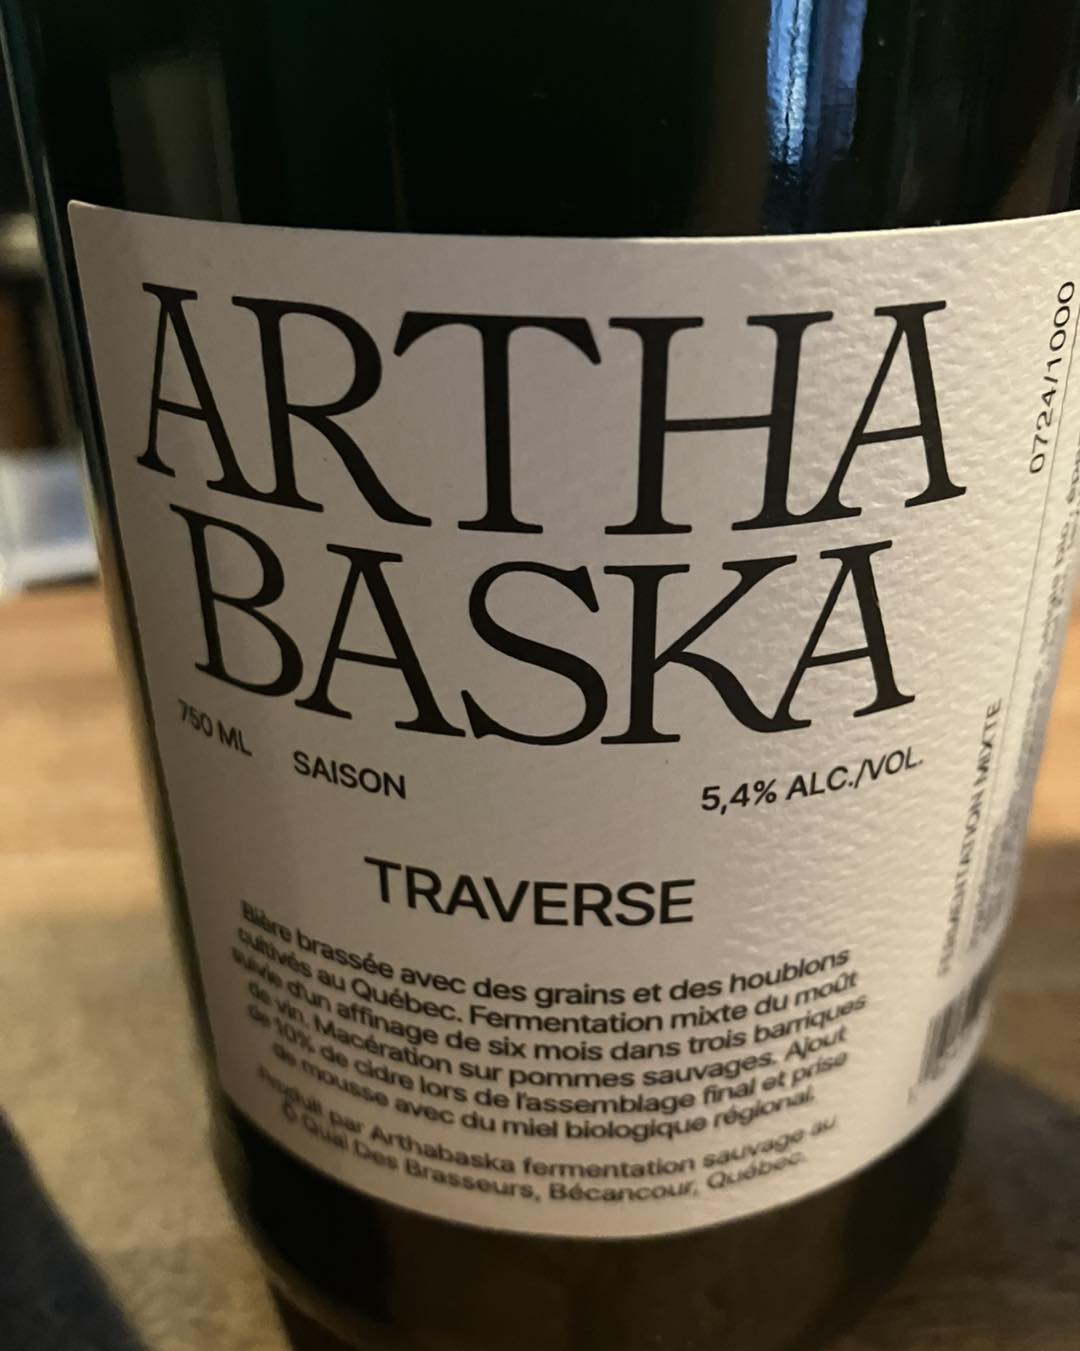 ARTHA
BASKA
750 ML SAISON 5,4% ALC./VOL.
TRAVERSE
Bière brassée avec des grains et des houblons
cultivés au Québec. Fermentation mixte du moût
suivie d'un affinage de six mois dans trois barriques
de vin. Macération sur pommes sauvages. Ajout
de 10% de cidre lors de l'assemblage final et prise
de mousse avec du miel biologique régional.
Produit par Arthabaska fermentation sauvage au
Quai Des Brasseurs, Bécancour, Québec.
0724/1000
FERMENTATION MIXTE